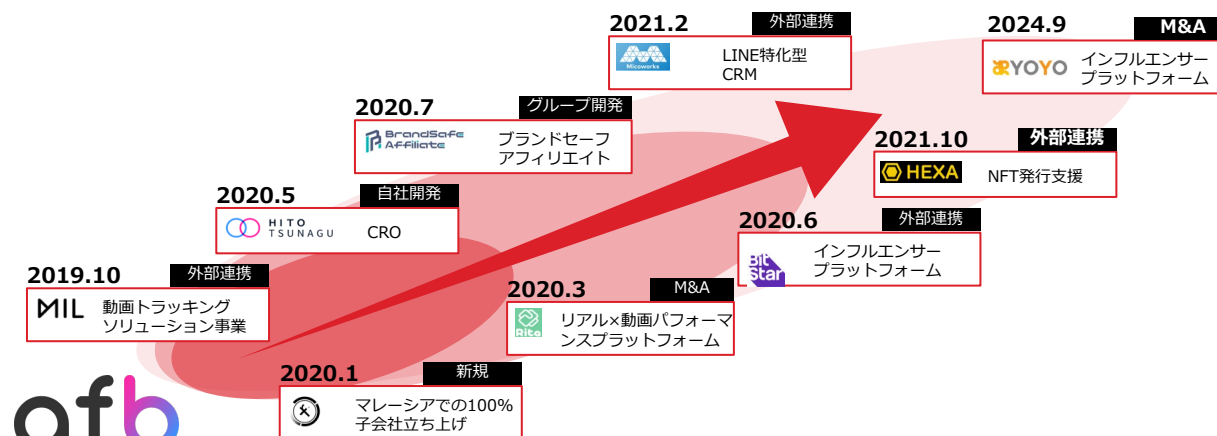 2021.2
外部連携
Micoworks
LINE特化型
CRM
2024.9
M&A
YOYO
インフルエンサー
プラットフォーム
2020.7
グループ開発
BrandSafe
Affiliate
ブランドセーフ
アフィリエイト
2021.10
外部連携
HEXA
NFT発行支援
2020.5
自社開発
HITO
TSUNAGU
CRO
2020.6
外部連携
Bit
Star
インフルエンサー
プラットフォーム
2019.10
外部連携
MIL
動画トラッキング
ソリューション事業
2020.3
M&A
Rita
リアル×動画パフォーマ
ンスプラットフォーム
2020.1
新規
マレーシアでの100%
子会社立ち上げ
afb